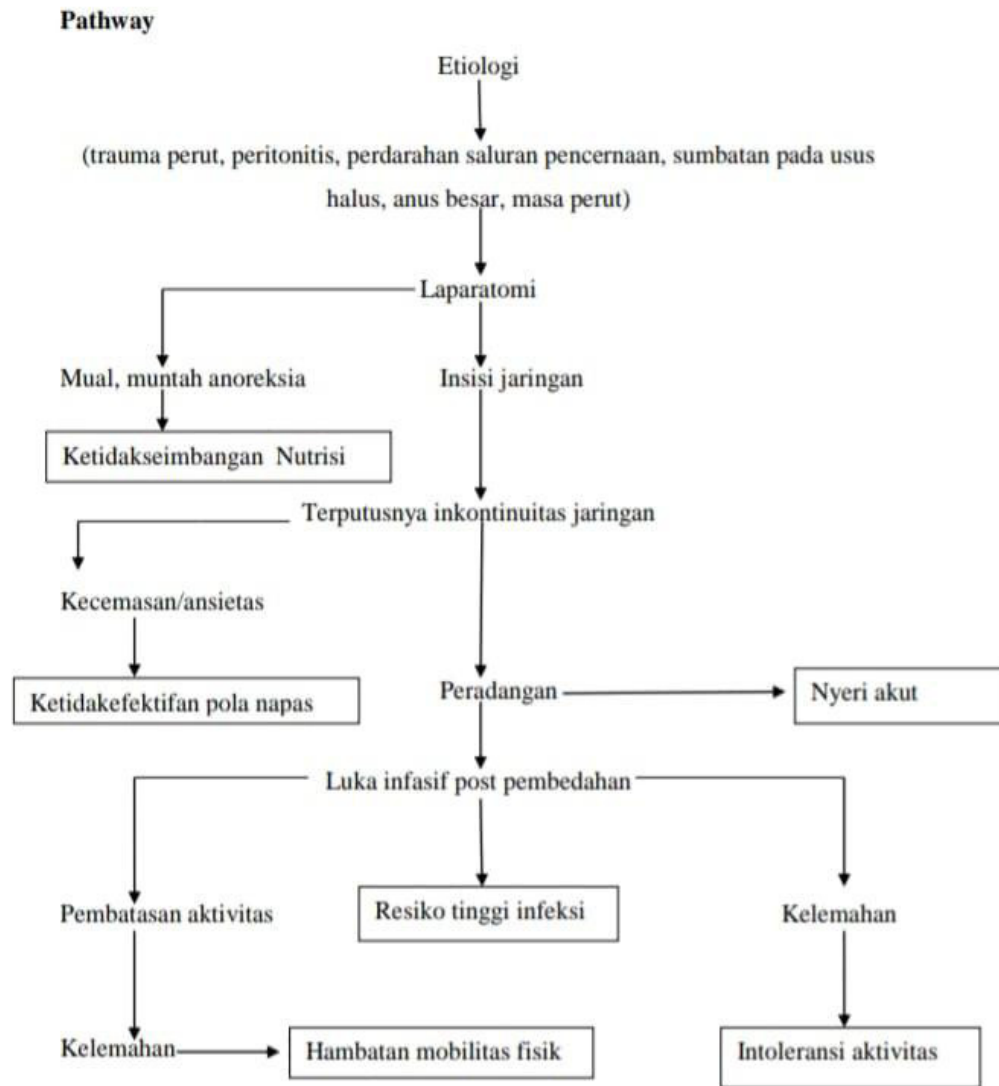 Pathway
Etiologi
(trauma perut, peritonitis, perdarahan saluran pencernaan, sumbatan pada usus
halus, anus besar, masa perut)
Laparatomi
Mual, muntah anoreksia
Insisi jaringan
Ketidakseimbangan Nutrisi
Terputusnya inkontinuitas jaringan
Kecemasan/ansietas
Ketidakefektifan pola napas
Peradangan
Nyeri akut
Luka infasif post pembedahan
Pembatasan aktivitas
Resiko tinggi infeksi
Kelemahan
Kelemahan
Hambatan mobilitas fisik
Intoleransi aktivitas